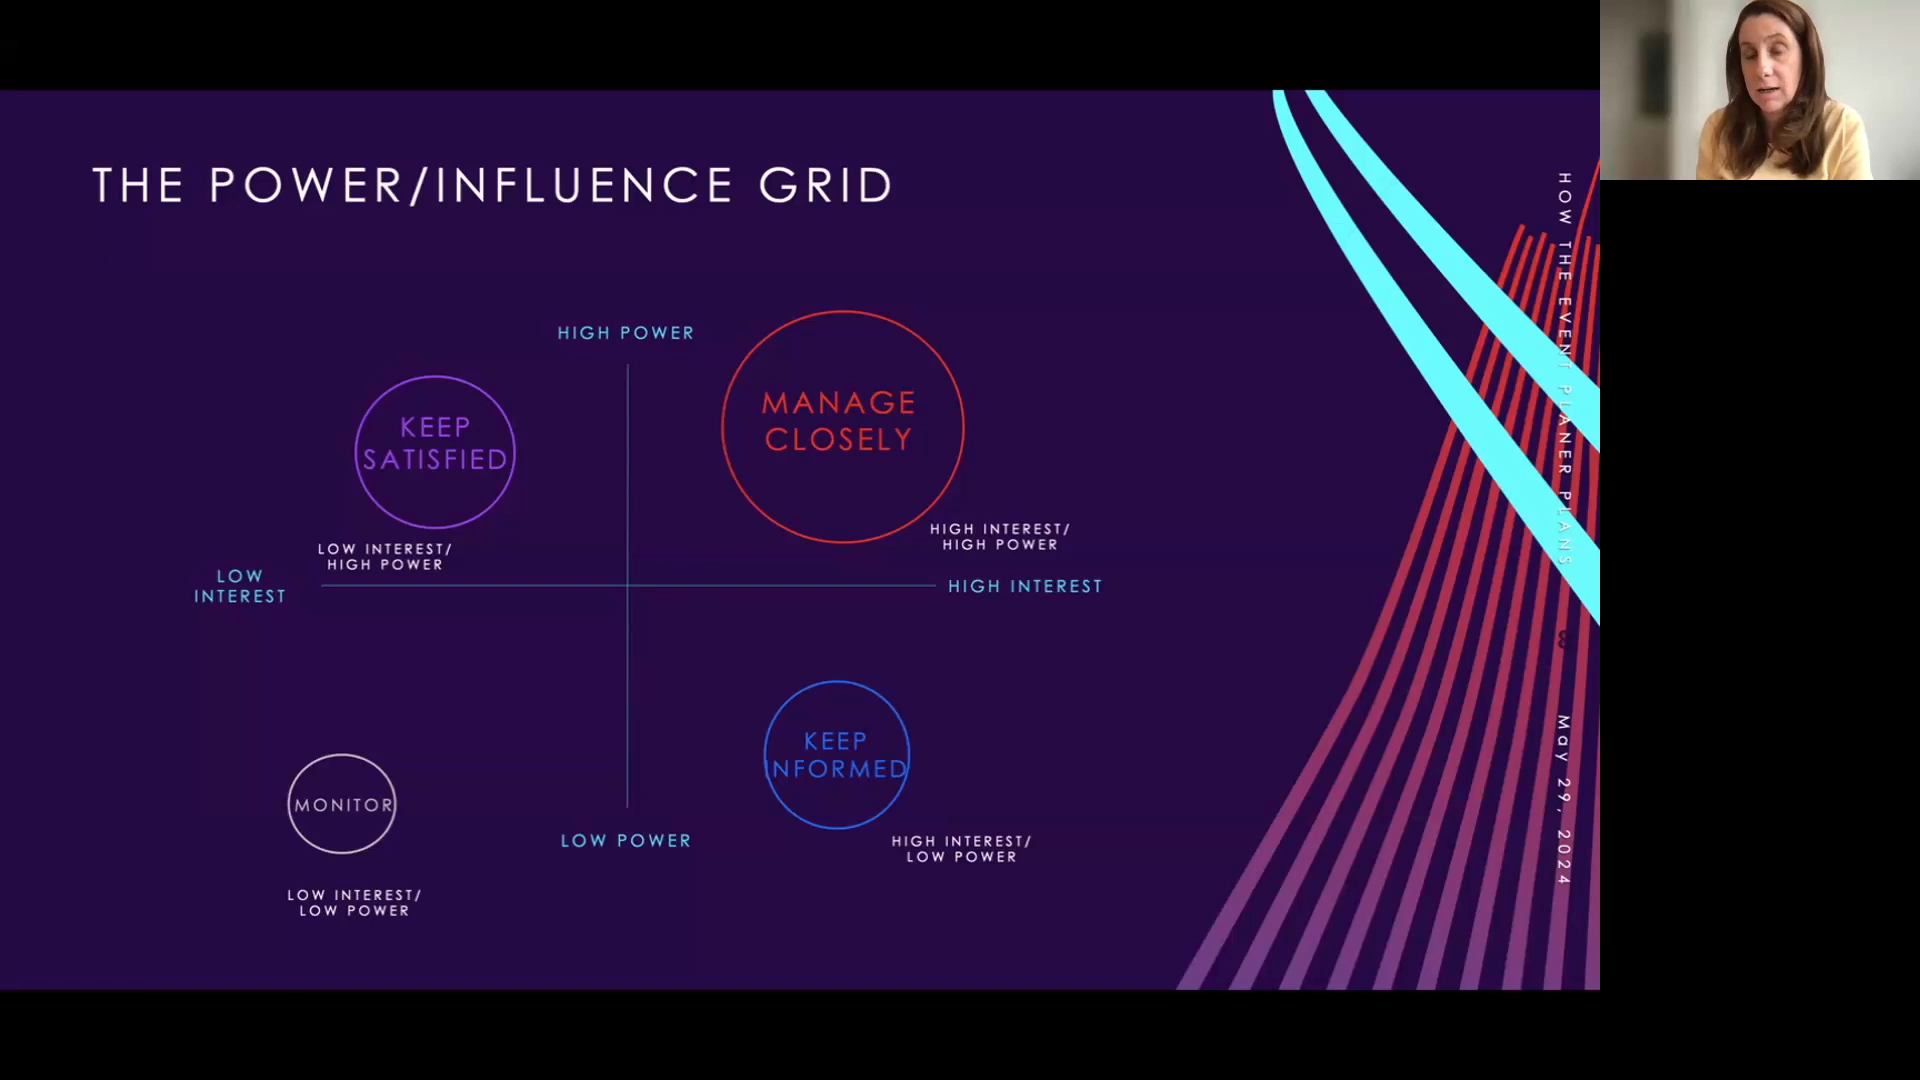 THE POWER/INFLUENCE GRID
HIGH POWER
KEEP
SATISFIED
MANAGE
CLOSELY
LOW INTEREST/
HIGH POWER
HIGH INTEREST/
HIGH POWER
LOW
INTEREST
HIGH INTEREST
MONITOR
KEEP
INFORMED
LOW POWER
HIGH INTEREST/
LOW POWER
LOW INTEREST/
LOW POWER
HOW THE EVENT PLANER PLANS
8
May 29, 2024